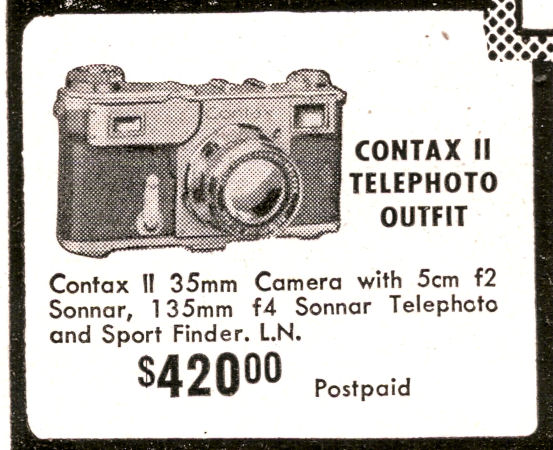 CONTAX II
TELEPHOTO
OUTFIT
Contax II 35mm Camera with 5cm f2
Sonnar, 135mm f4 Sonnar Telephoto
and Sport Finder. L.N.
$420⁰⁰ Postpaid